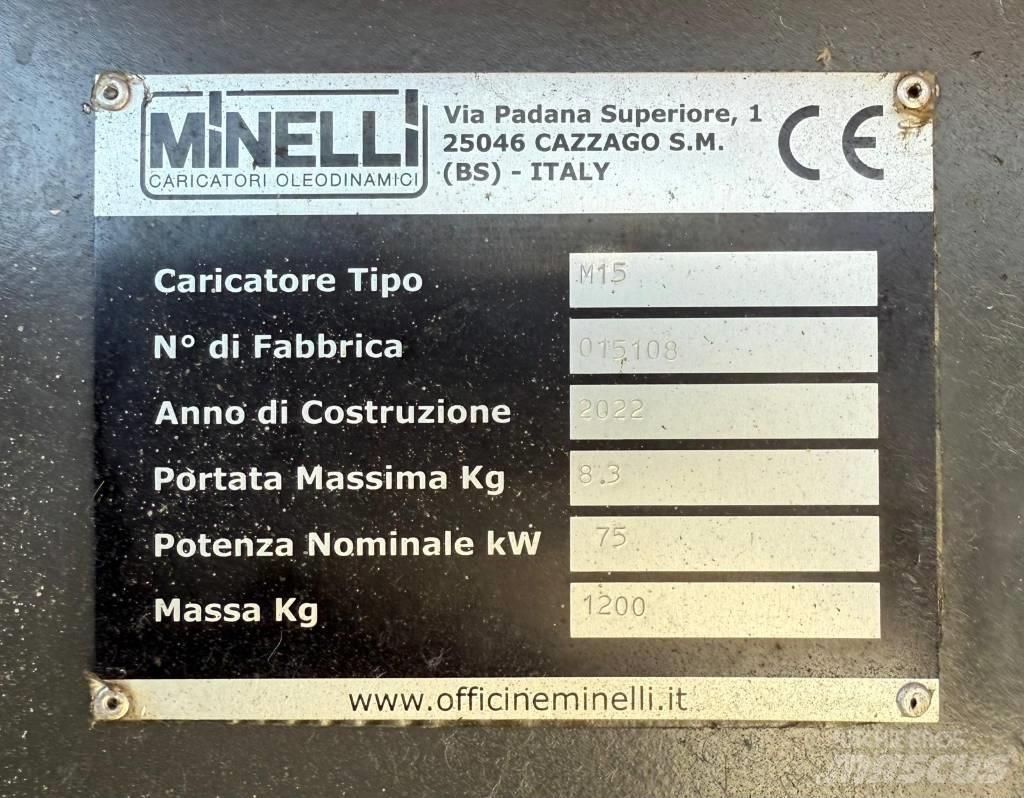 MINELLI
CARICATORI OLEODINAMICI
Via Padana Superiore, 1
25046 CAZZAGO S.M.
(BS) - ITALY
CE
Caricatore Tipo M15
N° di Fabbrica 015108
Anno di Costruzione 2022
Portata Massima Kg 8.3
Potenza Nominale kW 75
Massa Kg 1200
www.officineminelli.it
MASCUS